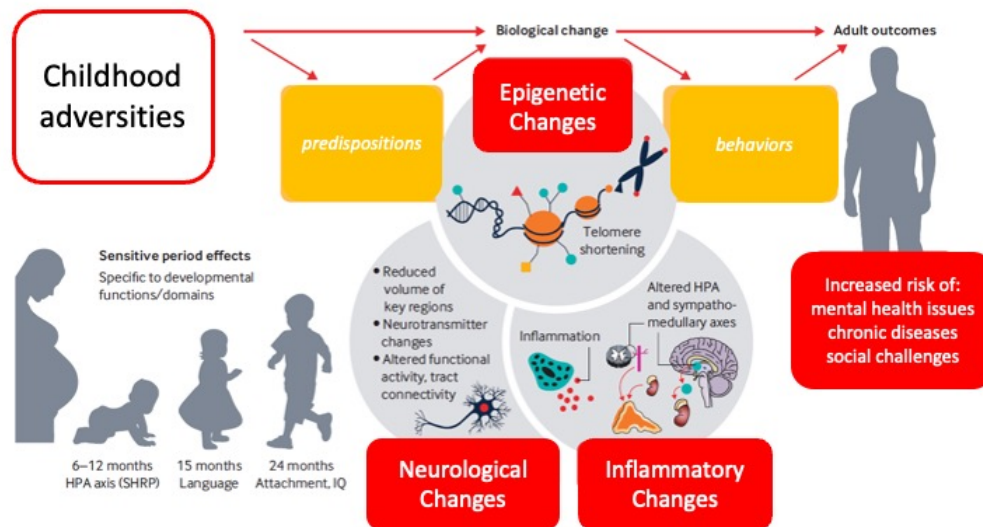 Childhood
adversities
Biological change
Adult outcomes
predispositions
Epigenetic
Changes
behaviors
Telomere
shortening
Sensitive period effects
Specific to developmental
functions/domains
• Reduced
volume of
key regions
• Neurotransmitter
changes
• Altered functional
activity, tract
connectivity
Altered HPA
and sympatho-
medullary axes
Inflammation
Increased risk of:
mental health issues
chronic diseases
social challenges
6–12 months
HPA axis (SHRP)
15 months
Language
24 months
Attachment, IQ
Neurological
Changes
Inflammatory
Changes